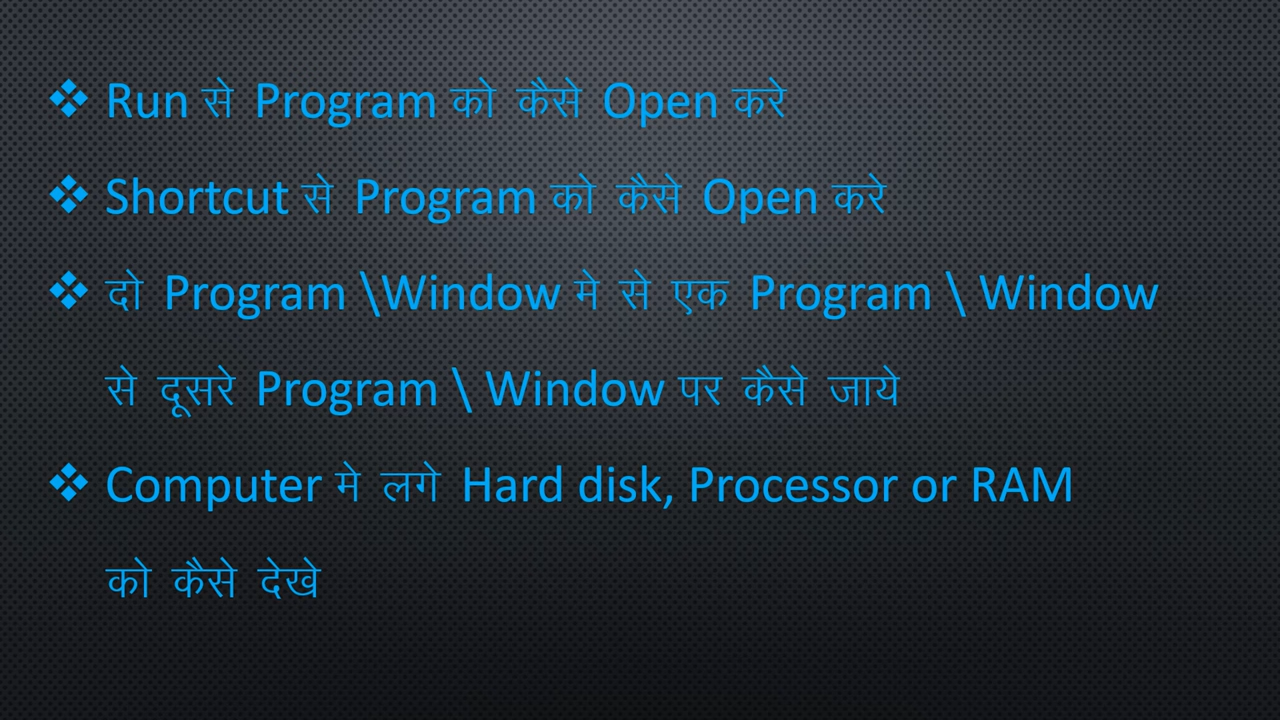 ❖ Run से Program को कैसे Open करे
❖ Shortcut से Program को कैसे Open करे
❖ दो Program \Window मे से एक Program \ Window
से दूसरे Program \ Window पर कैसे जाये
❖ Computer मे लगे Hard disk, Processor or RAM
को कैसे देखे